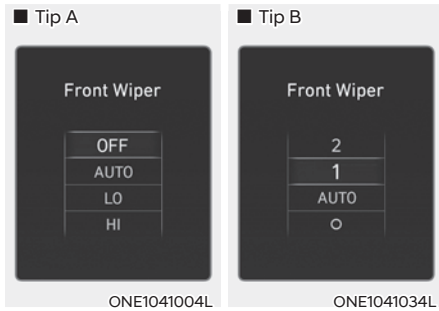 ■ Tip A
Front Wiper
OFF
AUTO
LO
HI
ONE1041004L
■ Tip B
Front Wiper
2
1
AUTO
O
ONE1041034L